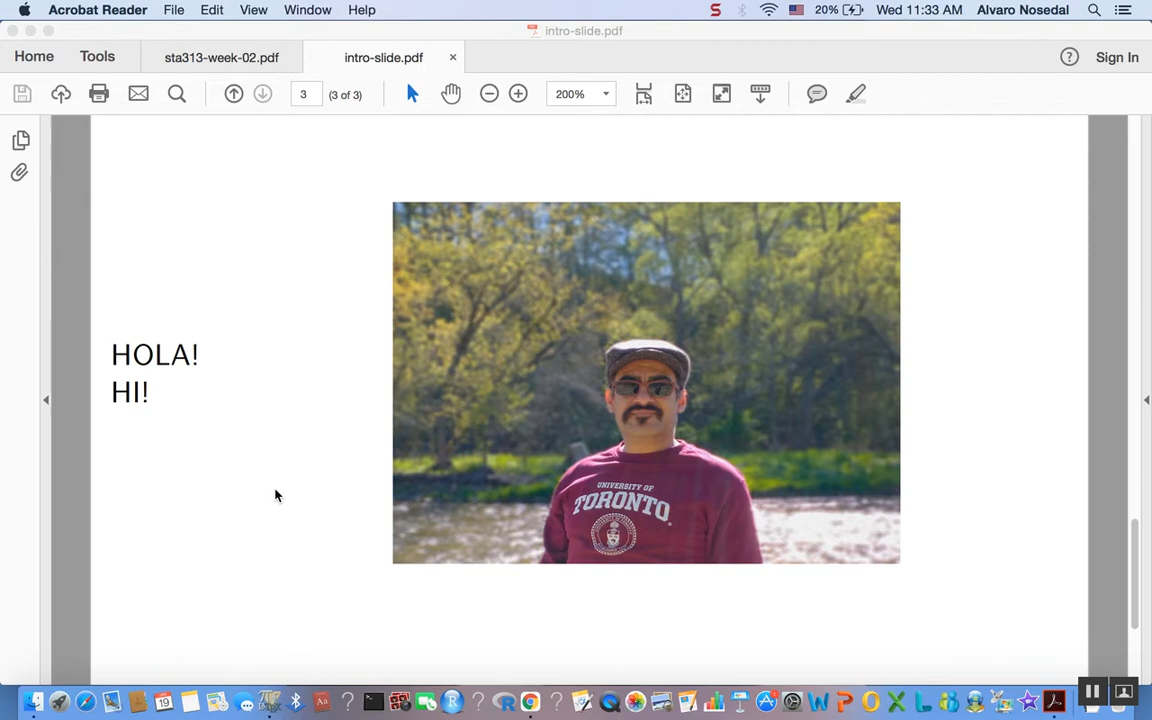 Acrobat Reader File Edit View Window Help 20% Wed 11:33 AM Alvaro Nosedal
intro-slide.pdf
Home Tools sta313-week-02.pdf intro-slide.pdf × Sign In
3 (3 of 3) 200%
HOLA!
HI!
UNIVERSITY OF
TORONTO